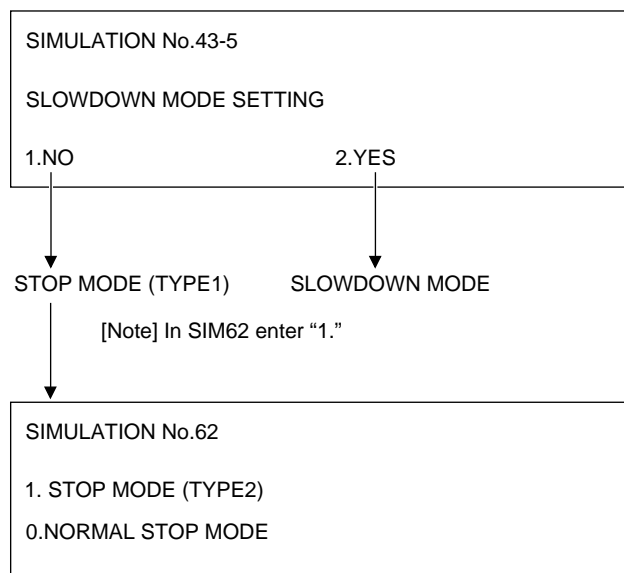 SIMULATION No.43-5
SLOWDOWN MODE SETTING
1.NO 2.YES
STOP MODE (TYPE1) SLOWDOWN MODE
[Note] In SIM62 enter “1.”
SIMULATION No.62
1. STOP MODE (TYPE2)
0.NORMAL STOP MODE